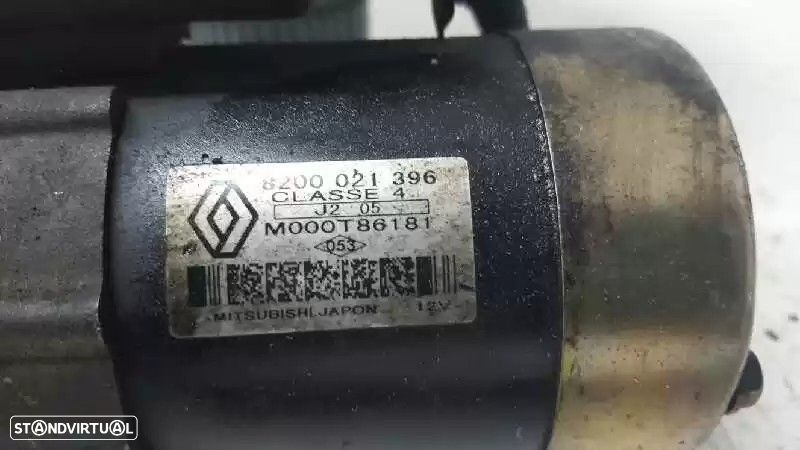 8200 021 396
CLASSE 4
J2 05
M000T86181
053
MITSUBISHI,JAPON 12V
STANDVIRTUAL